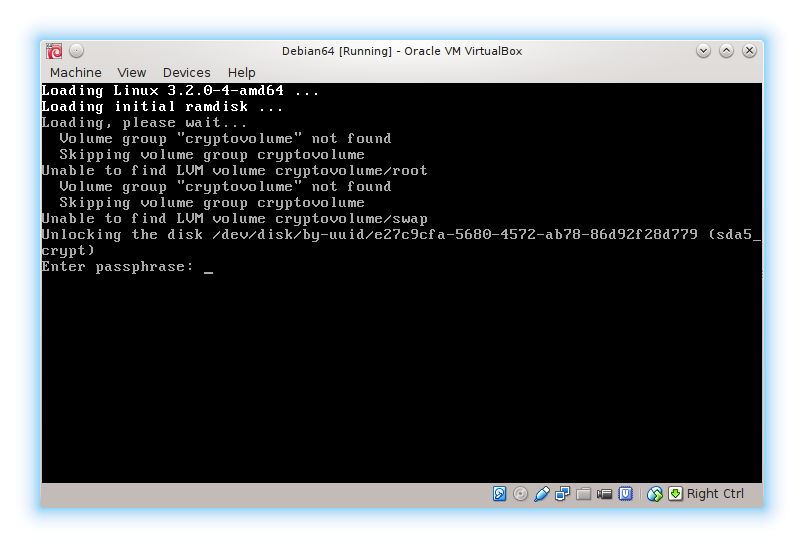 Debian64 [Running] - Oracle VM VirtualBox
Machine View Devices Help
Loading Linux 3.2.0-4-amd64 ...
Loading initial ramdisk ...
Loading, please wait...
Volume group "cryptovolume" not found
Skipping volume group cryptovolume
Unable to find LVM volume cryptovolume/root
Volume group "cryptovolume" not found
Skipping volume group cryptovolume
Unable to find LVM volume cryptovolume/swap
Unlocking the disk /dev/disk/by-uuid/e27c9cfa-5680-4572-ab78-86d92f28d779 (sda5_
crypt)
Enter passphrase: _
Right Ctrl